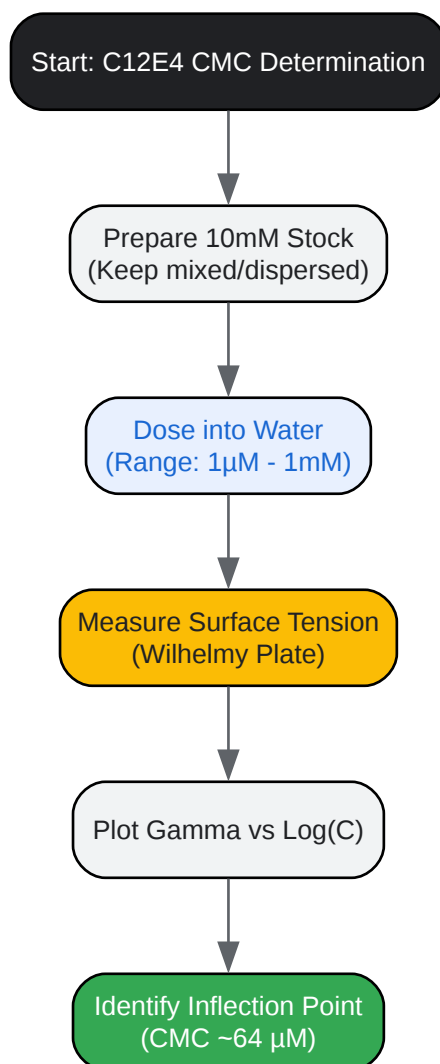 Start: C12E4 CMC Determination
Prepare 10mM Stock
(Keep mixed/dispersed)
Dose into Water
(Range: 1µM - 1mM)
Measure Surface Tension
(Wilhelmy Plate)
Plot Gamma vs Log(C)
Identify Inflection Point
(CMC ~64 µM)